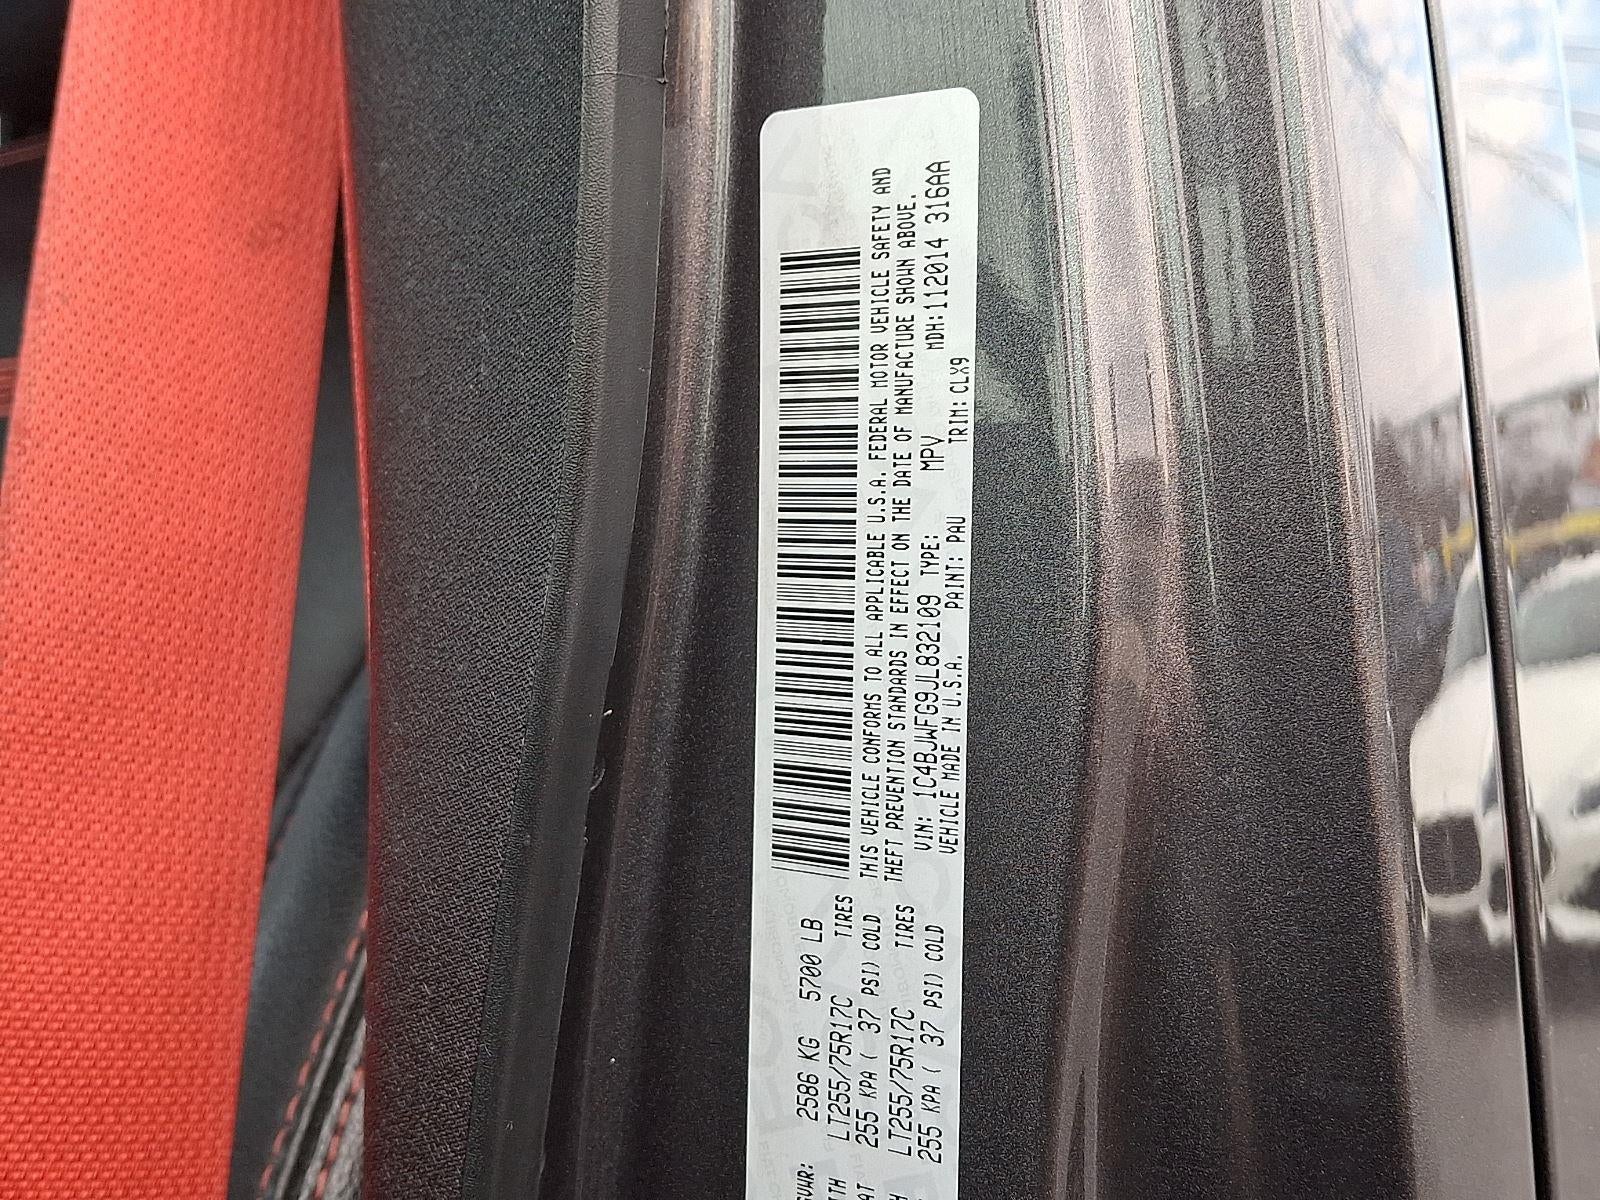 THIS VEHICLE CONFORMS TO ALL APPLICABLE U.S.A. FEDERAL MOTOR VEHICLE SAFETY AND
THEFT PREVENTION STANDARDS IN EFFECT ON THE DATE OF MANUFACTURE SHOWN ABOVE.
VIN: 1C4BJWFG9JL832109 TYPE: MPV MDH:112014 316AA
VEHICLE MADE IN U.S.A. PAINT: PAU TRIM: CLX9
GVWR: 2586 KG 5700 LB
LT255/75R17C TIRES
255 KPA ( 37 PSI) COLD
LT255/75R17C TIRES
255 KPA ( 37 PSI) COLD